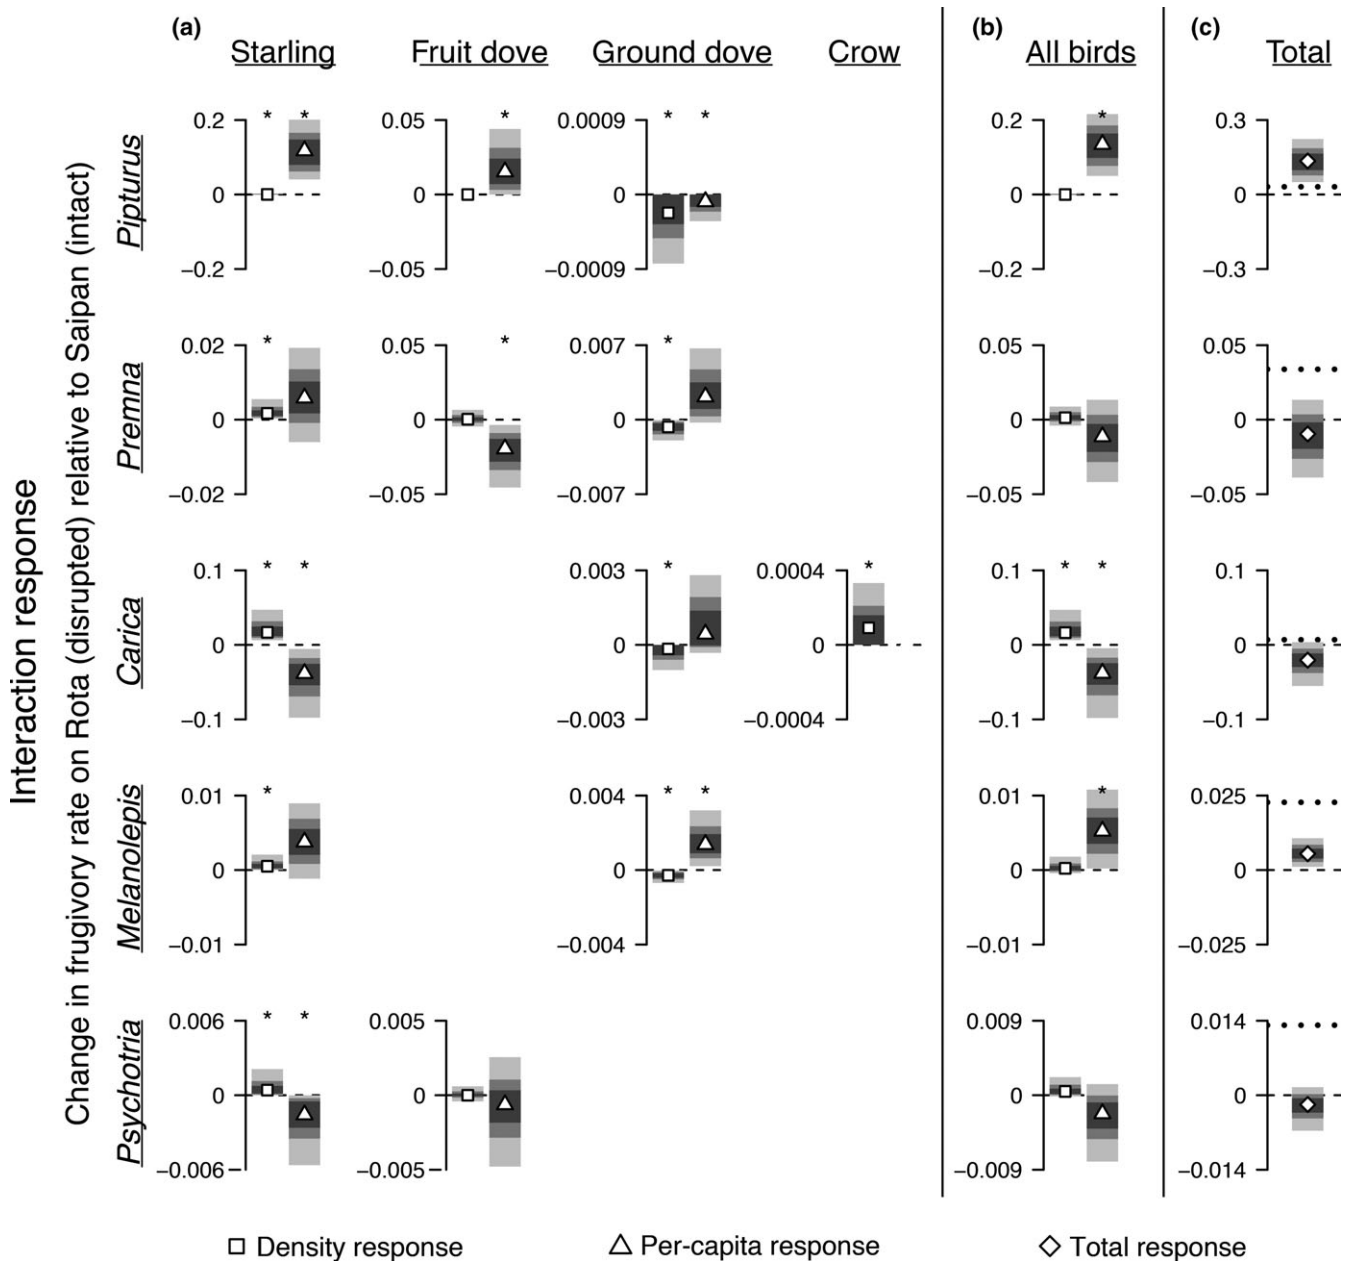 (a) (b) (c)
Starling Fruit dove Ground dove Crow All birds Total
Interaction response
Change in frugivory rate on Rota (disrupted) relative to Saipan (intact)
Pipturus
* * * * * *
0.2 0.05 0.0009 0.2 0.3
0 0 0 0 0
−0.2 −0.05 −0.0009 −0.2 −0.3
Premna
* * *
0.02 0.05 0.007 0.05 0.05
0 0 0 0 0
−0.02 −0.05 −0.007 −0.05 −0.05
Carica
* * * * * *
0.1 0.003 0.0004 0.1 0.1
0 0 0 0 0
−0.1 −0.003 −0.0004 −0.1 −0.1
Melanolepis
* * * *
0.01 0.004 0.01 0.025
0 0 0 0
−0.01 −0.004 −0.01 −0.025
Psychotria
* *
0.006 0.005 0.009 0.014
0 0 0 0
−0.006 −0.005 −0.009 −0.014
Density response Per-capita response Total response